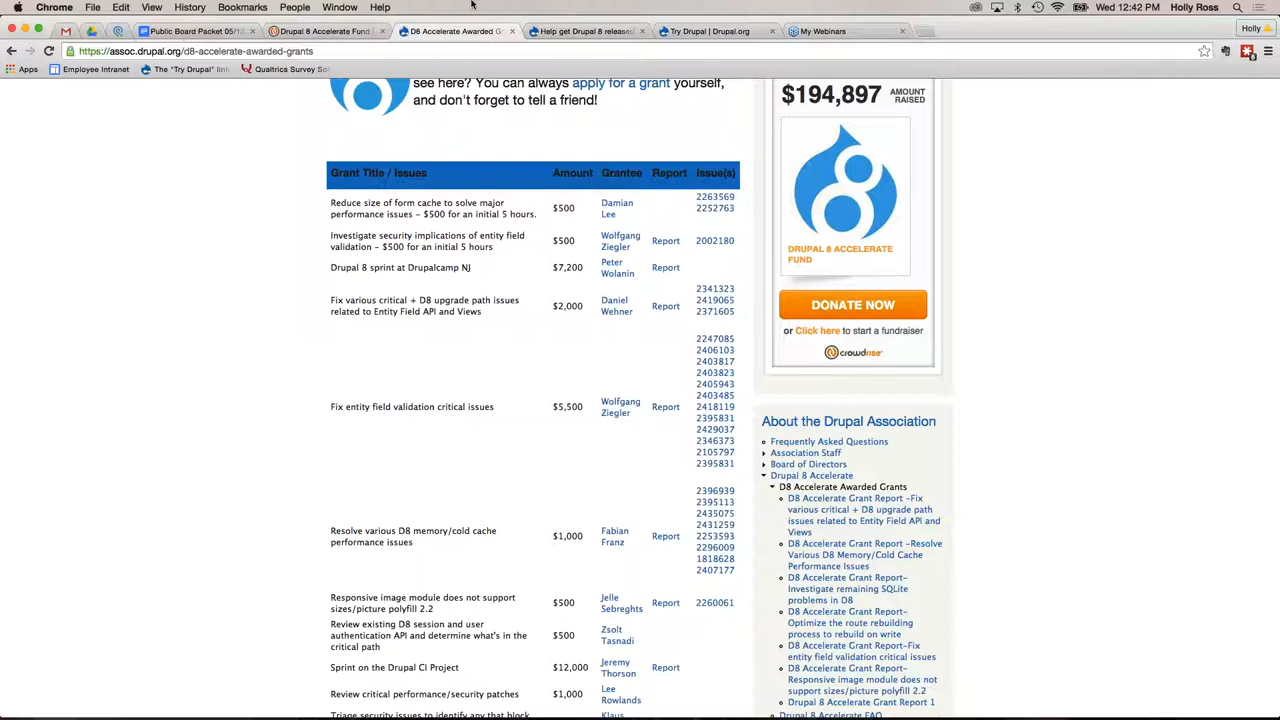 Chrome File Edit View History Bookmarks People Window Help Wed 12:42 PM Holly Ross
Public Board Packet 05/13 Drupal 8 Accelerate Fund D8 Accelerate Awarded Gr Help get Drupal 8 released Try Drupal | Drupal.org My Webinars Holly
https://assoc.drupal.org/d8-accelerate-awarded-grants
Apps Employee Intranet The "Try Drupal" link Qualtrics Survey So
see here? You can always apply for a grant yourself,
and don't forget to tell a friend!
Grant Title / Issues Amount Grantee Report Issue(s)
Reduce size of form cache to solve major
performance issues - $500 for an initial 5 hours.
$500
Damian
Lee
2263569
2252763
Investigate security implications of entity field
validation - $500 for an initial 5 hours
$500
Wolfgang
Ziegler
Report
2002180
Drupal 8 sprint at Drupalcamp NJ
$7,200
Peter
Wolanin
Report
Fix various critical + D8 upgrade path issues
related to Entity Field API and Views
$2,000
Daniel
Wehner
Report
2341323
2419065
2371605
Fix entity field validation critical issues
$5,500
Wolfgang
Ziegler
Report
2247085
2406103
2403817
2403823
2405943
2403485
2418119
2395831
2429037
2346373
2105797
2395831
Resolve various D8 memory/cold cache
performance issues
$1,000
Fabian
Franz
Report
2396939
2395113
2435075
2431259
2253593
2296009
1818628
2407177
Responsive image module does not support
sizes/picture polyfill 2.2
$500
Jelle
Sebreghts
Report
2260061
Review existing D8 session and user
authentication API and determine what's in the
critical path
$500
Zsolt
Tasnadi
Sprint on the Drupal CI Project
$12,000
Jeremy
Thorson
Report
Review critical performance/security patches
$1,000
Lee
Rowlands
Triage security issues to identify any that block
Klaus
$194,897 AMOUNT
RAISED
DRUPAL 8 ACCELERATE
FUND
DONATE NOW
or Click here to start a fundraiser
crowdrise
About the Drupal Association
Frequently Asked Questions
Association Staff
Board of Directors
Drupal 8 Accelerate
D8 Accelerate Awarded Grants
D8 Accelerate Grant Report -Fix
various critical + D8 upgrade path
issues related to Entity Field API and
Views
D8 Accelerate Grant Report -Resolve
Various D8 Memory/Cold Cache
Performance Issues
D8 Accelerate Grant Report-
Investigate remaining SQLite
problems in D8
D8 Accelerate Grant Report-
Optimize the route rebuilding
process to rebuild on write
D8 Accelerate Grant Report-Fix
entity field validation critical issues
D8 Accelerate Grant Report-
Responsive image module does not
support sizes/picture polyfill 2.2
Drupal 8 Accelerate Grant Report 1
Drupal 8 Accelerate FAQ